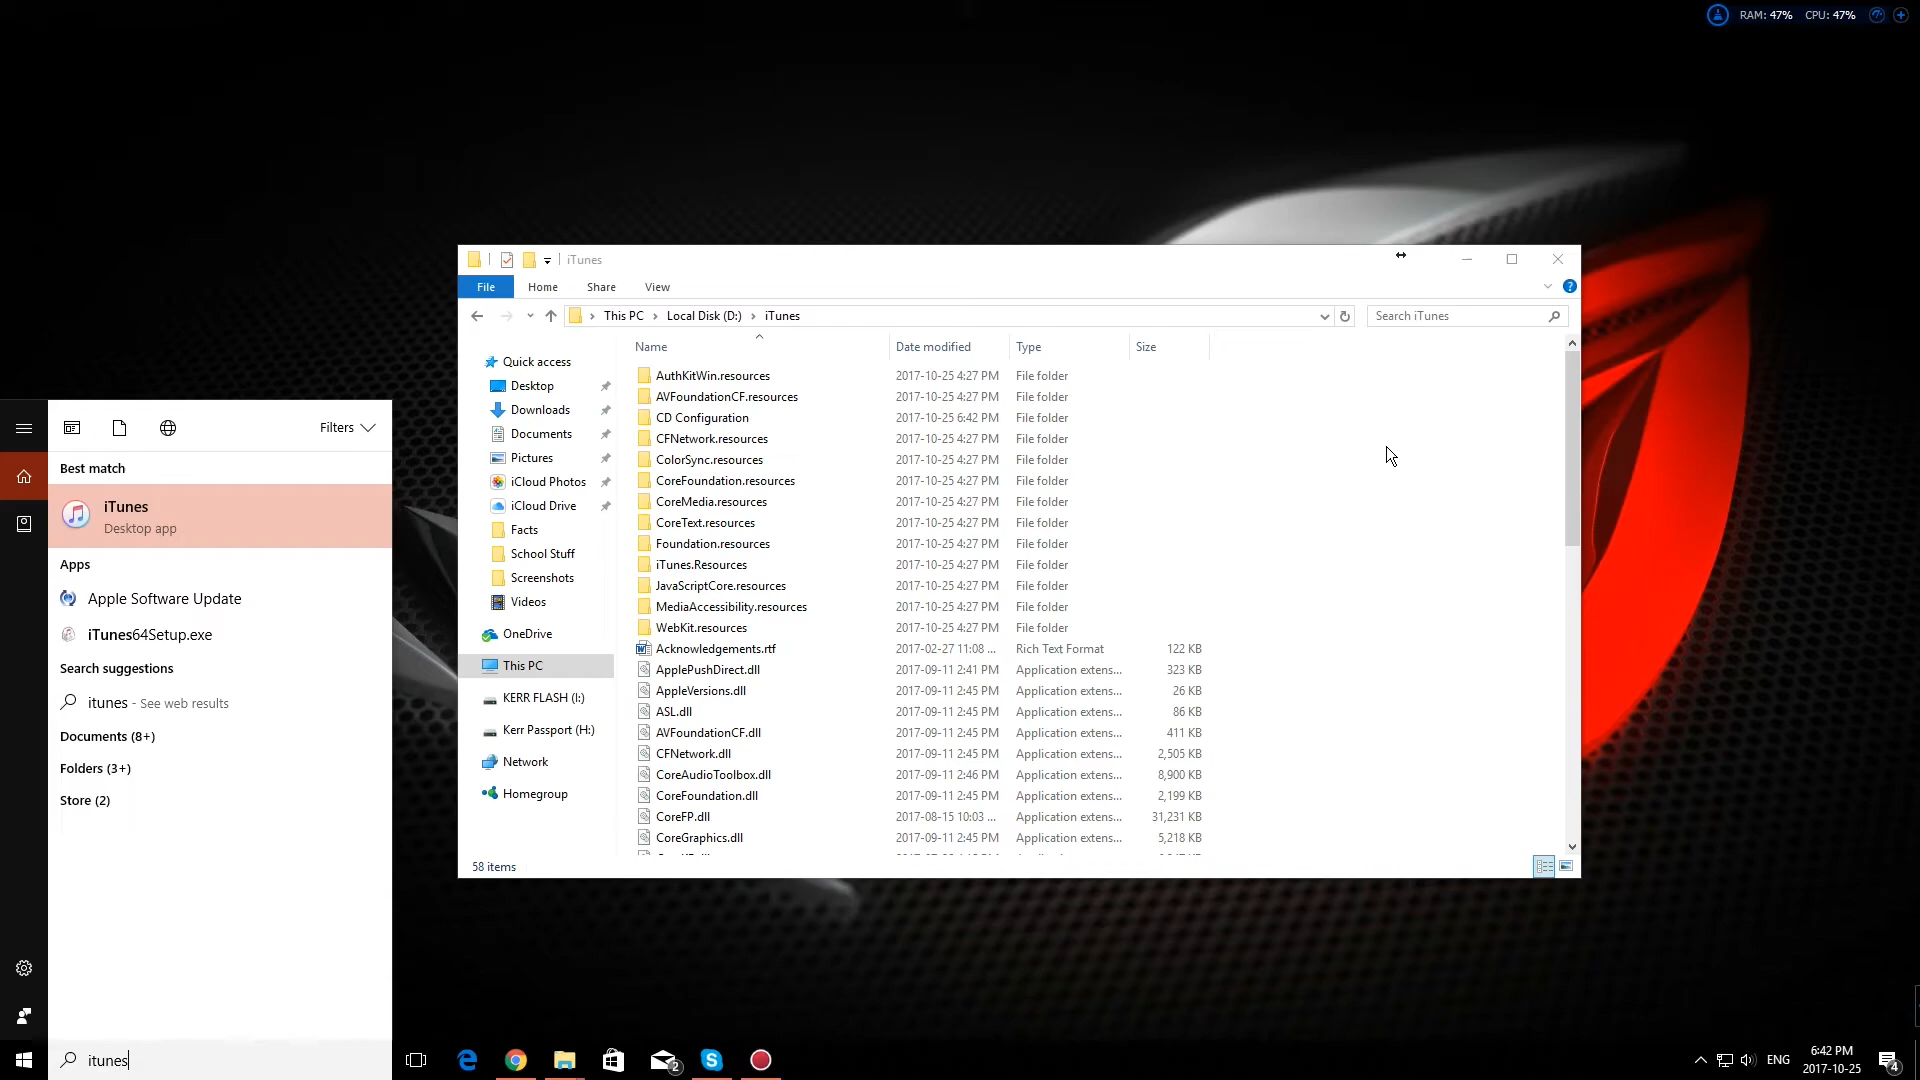 RAM: 47% CPU: 47%
iTunes
File Home Share View
This PC Local Disk (D:) iTunes
Search iTunes
Name Date modified Type Size
Quick access
Desktop
Downloads
Documents
Pictures
iCloud Photos
iCloud Drive
Facts
School Stuff
Screenshots
Videos
OneDrive
This PC
KERR FLASH (I:)
Kerr Passport (H:)
Network
Homegroup
AuthKitWin.resources 2017-10-25 4:27 PM File folder
AVFoundationCF.resources 2017-10-25 4:27 PM File folder
CD Configuration 2017-10-25 6:42 PM File folder
CFNetwork.resources 2017-10-25 4:27 PM File folder
ColorSync.resources 2017-10-25 4:27 PM File folder
CoreFoundation.resources 2017-10-25 4:27 PM File folder
CoreMedia.resources 2017-10-25 4:27 PM File folder
CoreText.resources 2017-10-25 4:27 PM File folder
Foundation.resources 2017-10-25 4:27 PM File folder
iTunes.Resources 2017-10-25 4:27 PM File folder
JavaScriptCore.resources 2017-10-25 4:27 PM File folder
MediaAccessibility.resources 2017-10-25 4:27 PM File folder
WebKit.resources 2017-10-25 4:27 PM File folder
Acknowledgements.rtf 2017-02-27 11:08 ... Rich Text Format 122 KB
ApplePushDirect.dll 2017-09-11 2:41 PM Application extens... 323 KB
AppleVersions.dll 2017-09-11 2:45 PM Application extens... 26 KB
ASL.dll 2017-09-11 2:45 PM Application extens... 86 KB
AVFoundationCF.dll 2017-09-11 2:45 PM Application extens... 411 KB
CFNetwork.dll 2017-09-11 2:45 PM Application extens... 2,505 KB
CoreAudioToolbox.dll 2017-09-11 2:46 PM Application extens... 8,900 KB
CoreFoundation.dll 2017-09-11 2:45 PM Application extens... 2,199 KB
CoreFP.dll 2017-08-15 10:03 ... Application extens... 31,231 KB
CoreGraphics.dll 2017-09-11 2:45 PM Application extens... 5,218 KB
58 items
Filters
Best match
iTunes
Desktop app
Apps
Apple Software Update
iTunes64Setup.exe
Search suggestions
itunes - See web results
Documents (8+)
Folders (3+)
Store (2)
itunes
2
ENG
6:42 PM
2017-10-25
4